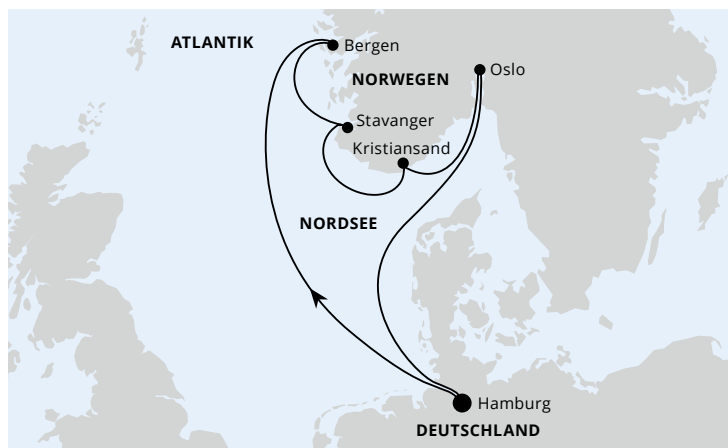 ATLANTIK
Bergen
NORWEGEN
Oslo
Stavanger
Kristiansand
NORDSEE
Hamburg
DEUTSCHLAND